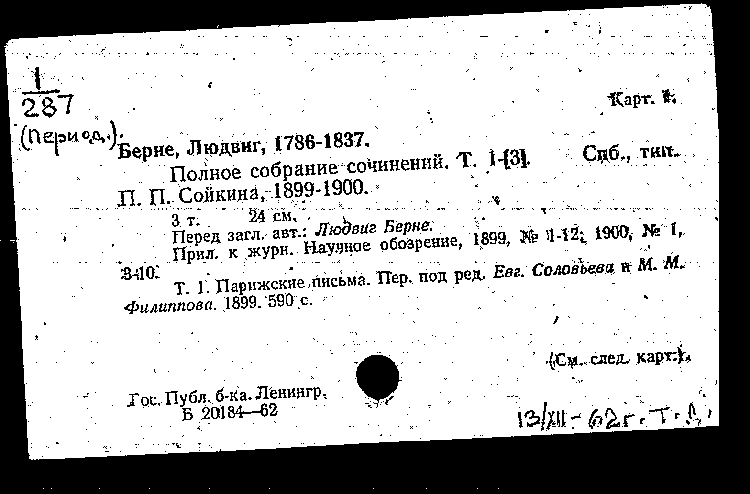 1
287
(период.)
Карт. 1.
Берне, Людвиг, 1786-1837.
Полное собрание сочинений. Т. 1-[3]. Спб., тип.
П. П. Сойкина, 1899-1900.
3 т. 24 см.
Перед загл. авт.: Людвиг Берне.
Прил. к журн. Научное обозрение, 1899, № 1-12; 1900, № 1,
3-10.
Т. 1. Парижские письма. Пер. под ред. Евг. Соловьева и М. М.
Филиппова. 1899. 590 с.
(См. след. карт.).
Гос. Публ. б-ка. Ленингр.
Б 20184—62
13/XII-62г. Т. Л.